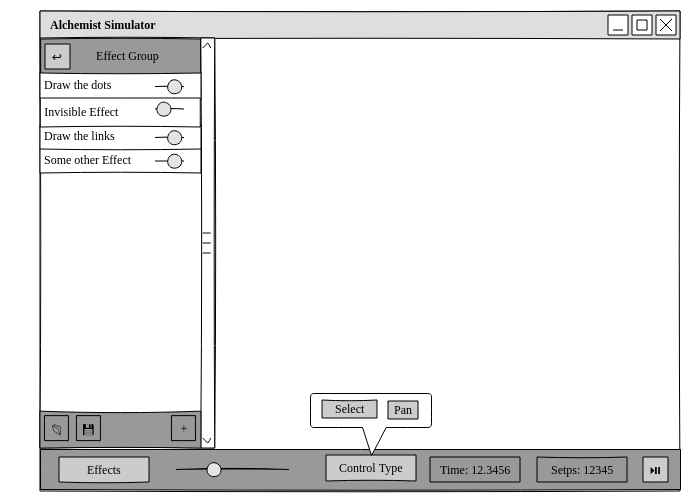 Alchemist Simulator
Effect Group
Draw the dots
Invisible Effect
Draw the links
Some other Effect
+
Select Pan
Effects Control Type Time: 12.3456 Setps: 12345